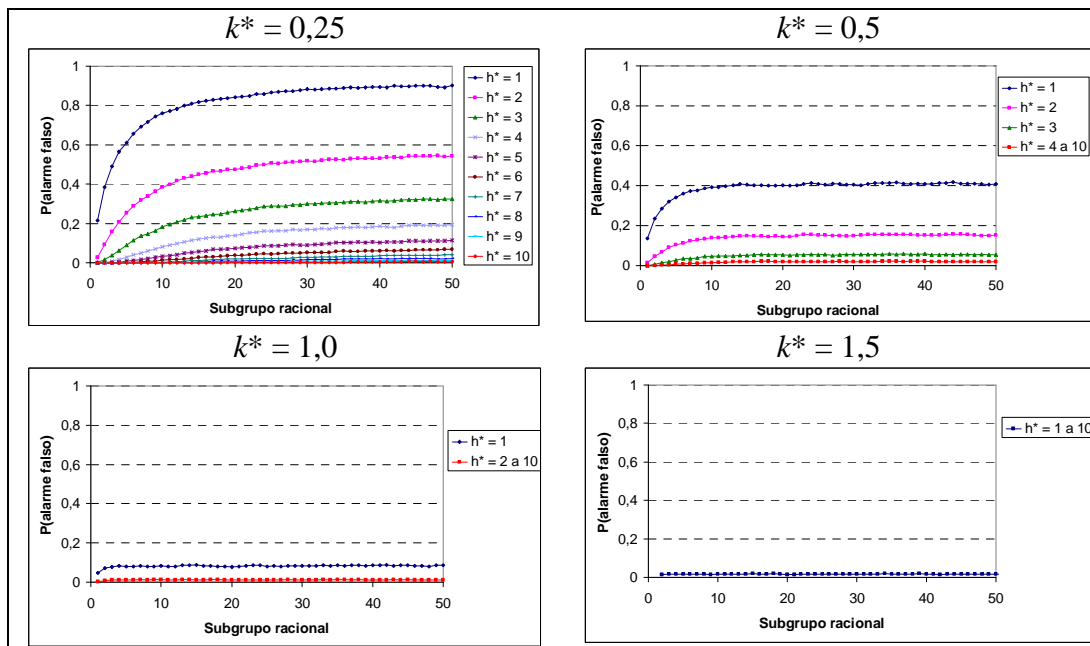 k* = 0,25
P(alarme falso)
1
0,8
0,6
0,4
0,2
0
0 10 20 30 40 50
Subgrupo racional
h* = 1
h* = 2
h* = 3
h* = 4
h* = 5
h* = 6
h* = 7
h* = 8
h* = 9
h* = 10
k* = 0,5
P(alarme falso)
1
0,8
0,6
0,4
0,2
0
0 10 20 30 40 50
Subgrupo racional
h* = 1
h* = 2
h* = 3
h* = 4 a 10
k* = 1,0
P(alarme falso)
1
0,8
0,6
0,4
0,2
0
0 10 20 30 40 50
Subgrupo racional
h* = 1
h* = 2 a 10
k* = 1,5
P(alarme falso)
1
0,8
0,6
0,4
0,2
0
0 10 20 30 40 50
Subgrupo racional
h* = 1 a 10